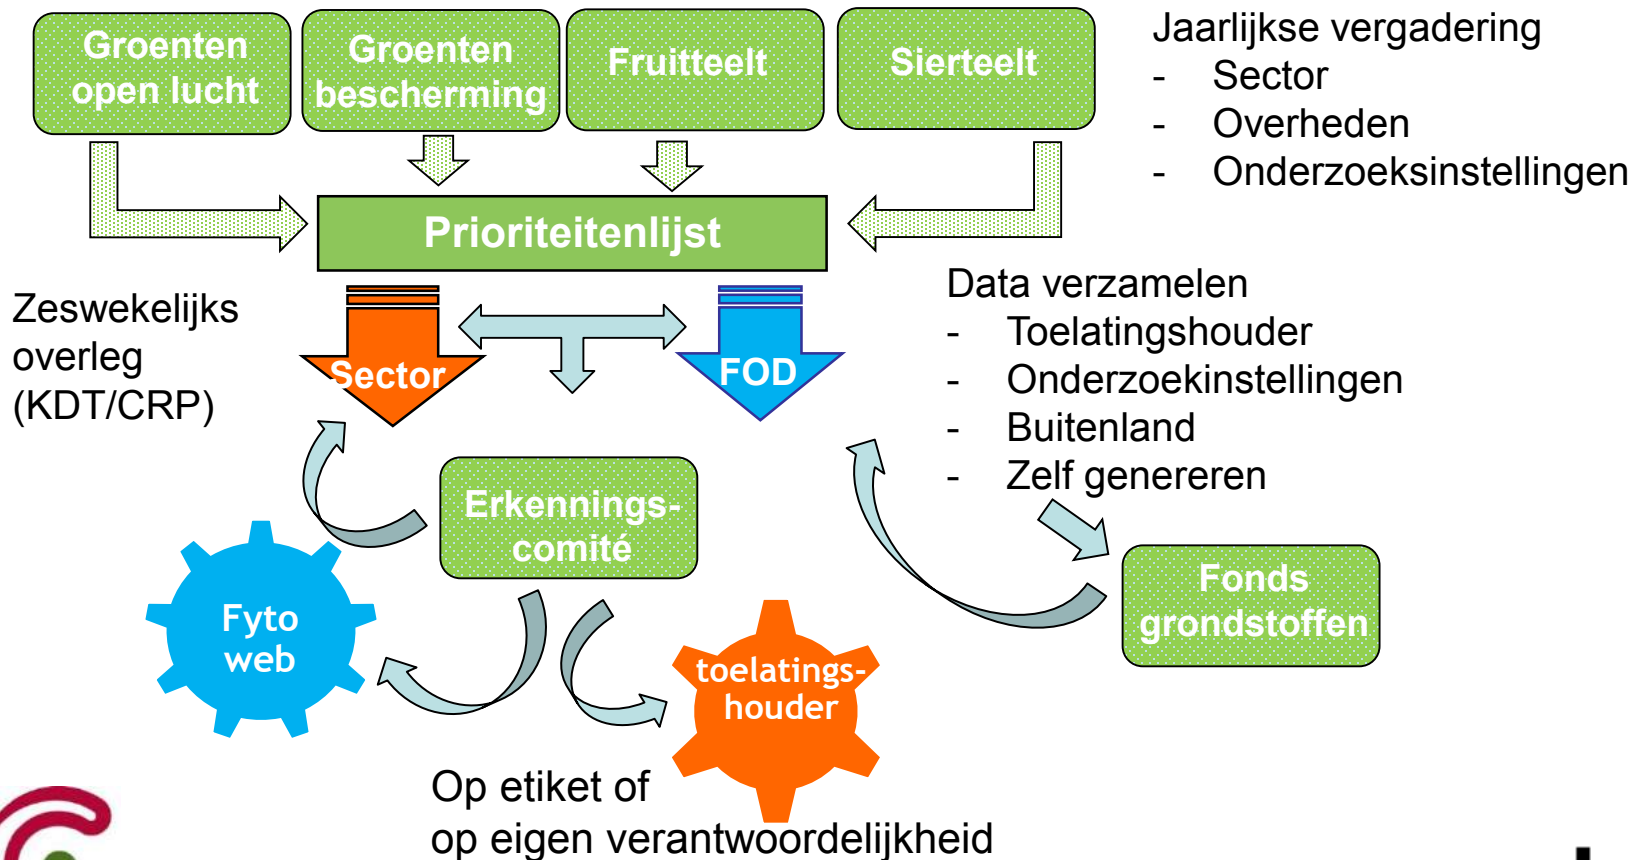 Groenten
open lucht
Groenten
bescherming
Fruitteelt
Sierteelt
Jaarlijkse vergadering
- Sector
- Overheden
- Onderzoeksinstellingen
Prioriteitenlijst
Zeswekelijks
overleg
(KDT/CRP)
Sector
FOD
Data verzamelen
- Toelatingshouder
- Onderzoekinstellingen
- Buitenland
- Zelf genereren
Erkennings-
comité
Fonds
grondstoffen
Fyto
web
toelatings-
houder
Op etiket of
op eigen verantwoordelijkheid